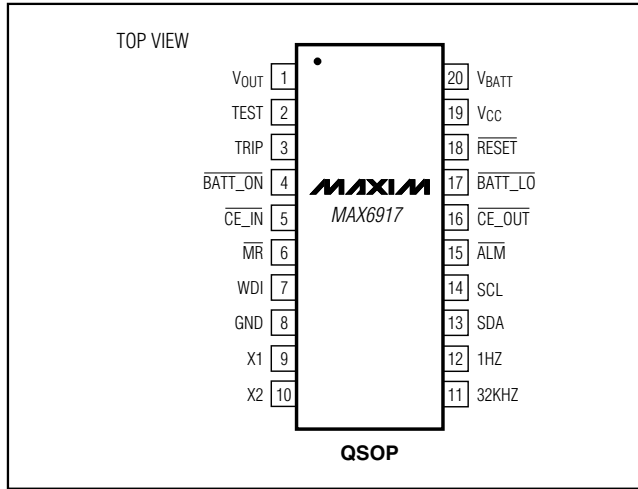 TOP VIEW
VOUT 1
TEST 2
TRIP 3
BATT_ON 4
CE_IN 5
MR 6
WDI 7
GND 8
X1 9
X2 10
MAXIM
MAX6917
20 VBATT
19 VCC
18 RESET
17 BATT_LO
16 CE_OUT
15 ALM
14 SCL
13 SDA
12 1HZ
11 32KHZ
QSOP